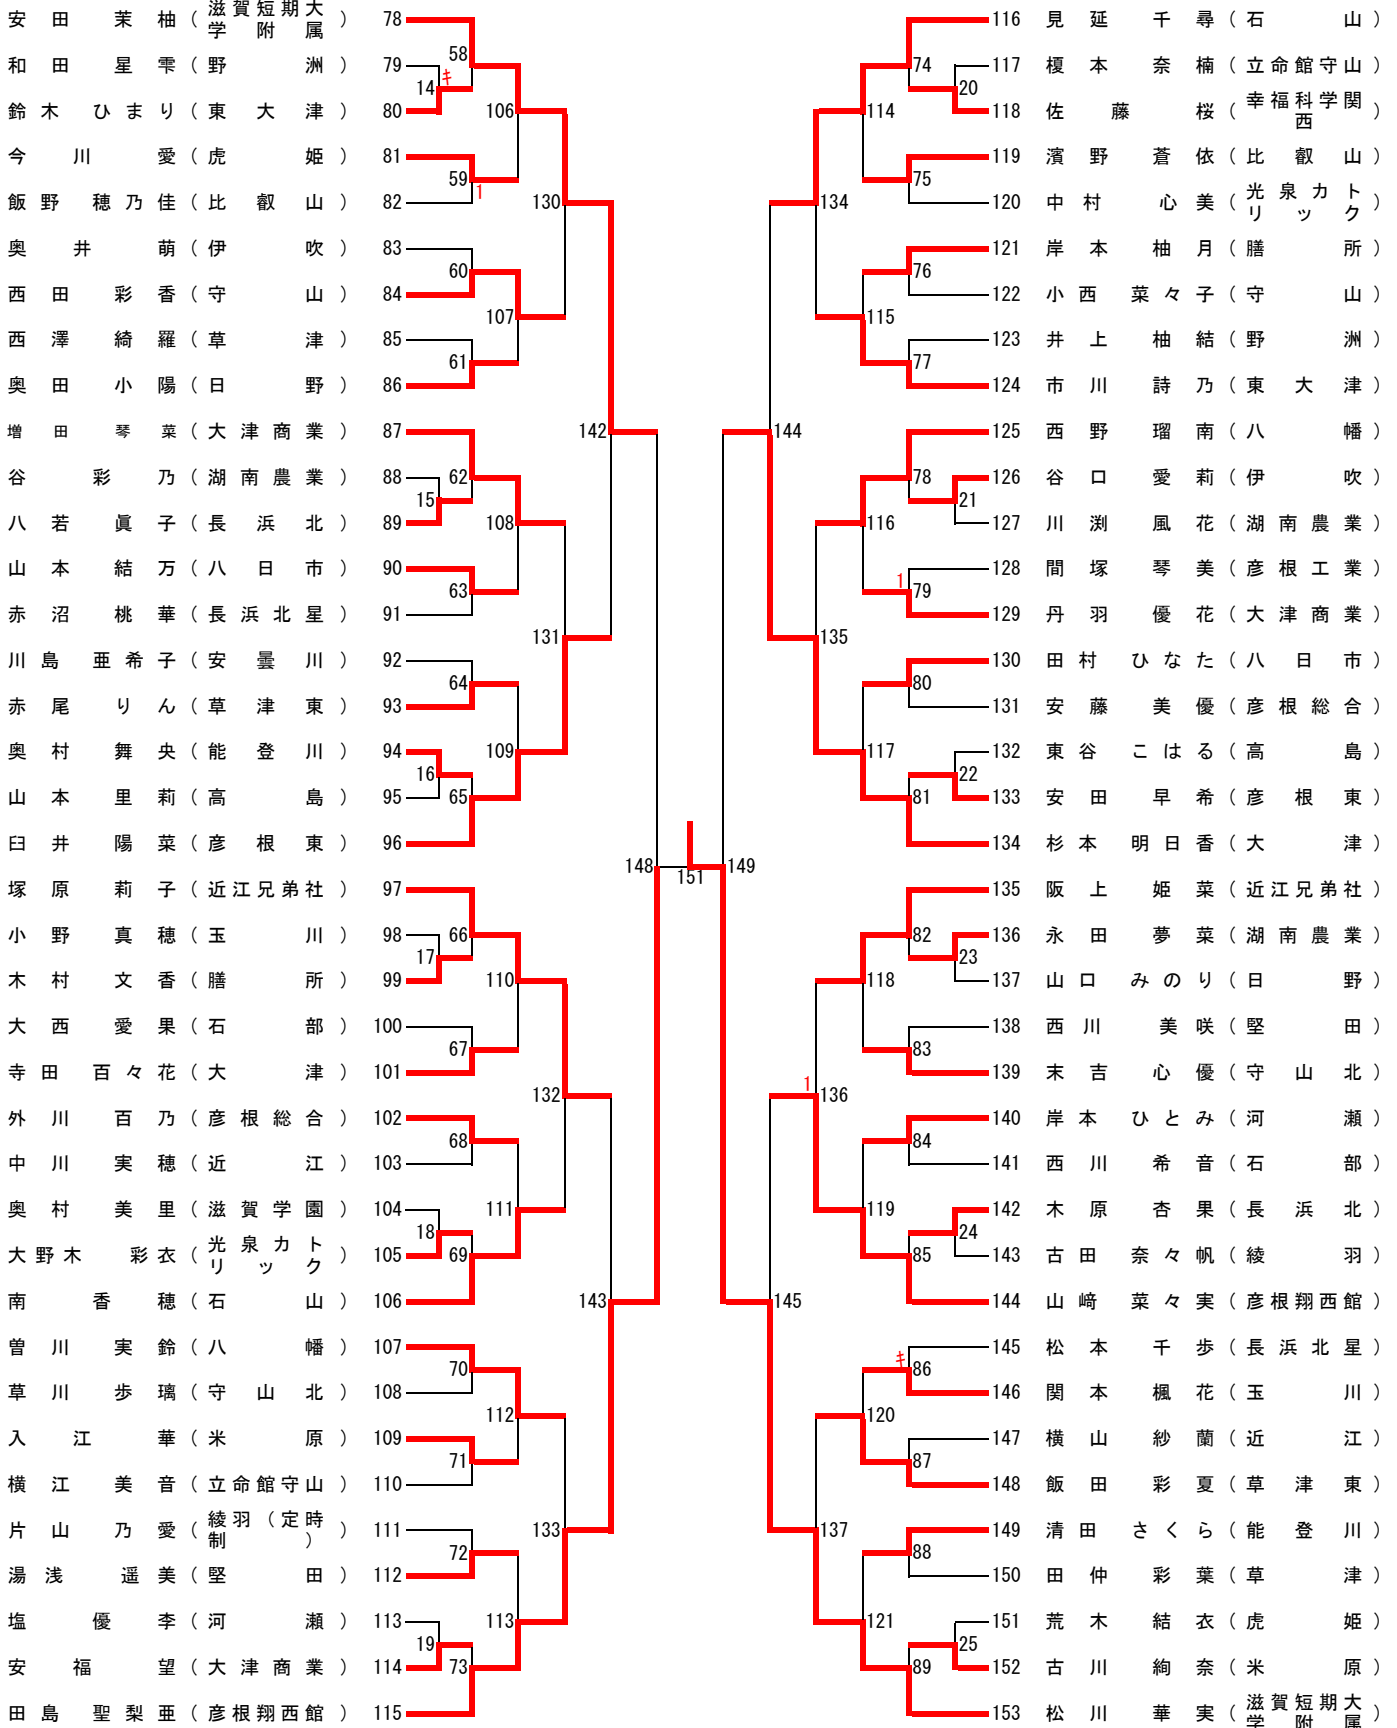 安田 茉柚 （ 滋賀短期大学附属 ） 78
和田 星雫 （ 野洲 ） 79
鈴木 ひまり （ 東大津 ） 80
今川 愛 （ 虎姫 ） 81
飯野 穂乃佳 （ 比叡山 ） 82
奥井 萌 （ 伊吹 ） 83
西田 彩香 （ 守山 ） 84
西澤 綺羅 （ 草津 ） 85
奥田 小陽 （ 日野 ） 86
増田 琴菜 （ 大津商業 ） 87
谷 彩乃 （ 湖南農業 ） 88
八若 眞子 （ 長浜北 ） 89
山本 結万 （ 八日市 ） 90
赤沼 桃華 （ 長浜北星 ） 91
川島 亜希子 （ 安曇川 ） 92
赤尾 りん （ 草津東 ） 93
奥村 舞央 （ 能登川 ） 94
山本 里莉 （ 高島 ） 95
臼井 陽菜 （ 彦根東 ） 96
塚原 莉子 （ 近江兄弟社 ） 97
小野 真穂 （ 玉川 ） 98
木村 文香 （ 膳所 ） 99
大西 愛果 （ 石部 ） 100
寺田 百々花 （ 大津 ） 101
外川 百乃 （ 彦根総合 ） 102
中川 実穂 （ 近江 ） 103
奥村 美里 （ 滋賀学園 ） 104
大野木 彩衣 （ 光泉カトリック ） 105
南 香穂 （ 石山 ） 106
曽川 実鈴 （ 八幡 ） 107
草川 歩璃 （ 守山北 ） 108
入江 華 （ 米原 ） 109
横江 美音 （ 立命館守山 ） 110
片山 乃愛 （ 綾羽（定時制） ） 111
湯浅 遥美 （ 堅田 ） 112
塩 優李 （ 河瀬 ） 113
安福 望 （ 大津商業 ） 114
田島 聖梨亜 （ 彦根翔西館 ） 115
14 キ
15
16
17
18
19
58
59 1
60
61
62
63
64
65
66
67
68
69
70
71
72
73
106
107
108
109
110
111
112
113
130
131
132
133
142
143
148
151
149
144
145
134
135
1 136
137
114
115
116
117
118
119
120
121
74
75
76
77
78
1 79
80
81
82
83
84
85
キ 86
87
88
89
20
21
22
23
24
25
116 見延 千尋 （ 石山 ）
117 榎本 奈楠 （ 立命館守山 ）
118 佐藤 桜 （ 幸福科学関西 ）
119 濱野 蒼依 （ 比叡山 ）
120 中村 心美 （ 光泉カトリック ）
121 岸本 柚月 （ 膳所 ）
122 小西 菜々子 （ 守山 ）
123 井上 柚結 （ 野洲 ）
124 市川 詩乃 （ 東大津 ）
125 西野 瑠南 （ 八幡 ）
126 谷口 愛莉 （ 伊吹 ）
127 川渕 風花 （ 湖南農業 ）
128 間塚 琴美 （ 彦根工業 ）
129 丹羽 優花 （ 大津商業 ）
130 田村 ひなた （ 八日市 ）
131 安藤 美優 （ 彦根総合 ）
132 東谷 こはる （ 高島 ）
133 安田 早希 （ 彦根東 ）
134 杉本 明日香 （ 大津 ）
135 阪上 姫菜 （ 近江兄弟社 ）
136 永田 夢菜 （ 湖南農業 ）
137 山口 みのり （ 日野 ）
138 西川 美咲 （ 堅田 ）
139 末吉 心優 （ 守山北 ）
140 岸本 ひとみ （ 河瀬 ）
141 西川 希音 （ 石部 ）
142 木原 杏果 （ 長浜北 ）
143 古田 奈々帆 （ 綾羽 ）
144 山﨑 菜々実 （ 彦根翔西館 ）
145 松本 千歩 （ 長浜北星 ）
146 関本 楓花 （ 玉川 ）
147 横山 紗蘭 （ 近江 ）
148 飯田 彩夏 （ 草津東 ）
149 清田 さくら （ 能登川 ）
150 田仲 彩葉 （ 草津 ）
151 荒木 結衣 （ 虎姫 ）
152 古川 絢奈 （ 米原 ）
153 松川 華実 （ 滋賀短期大学附属 ）